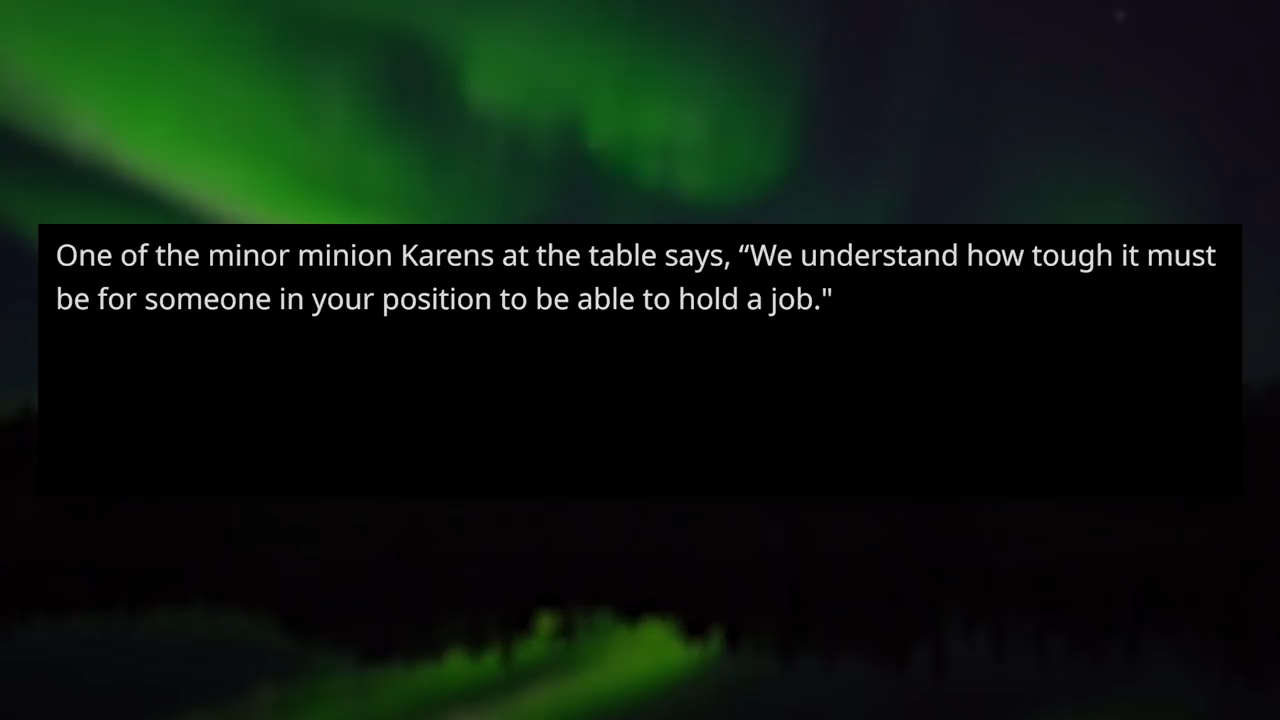 One of the minor minion Karens at the table says, “We understand how tough it must
be for someone in your position to be able to hold a job."